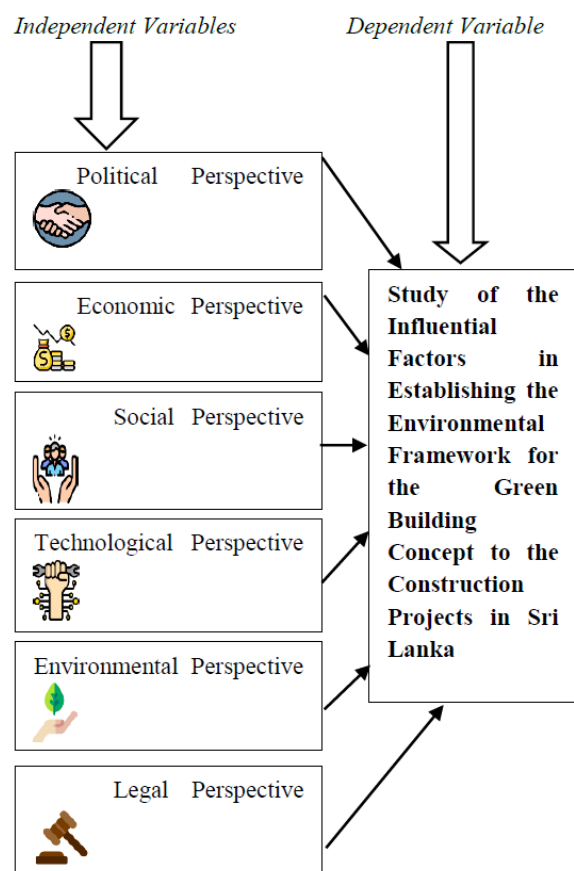 Independent Variables
Dependent Variable
Political Perspective
Economic Perspective
Social Perspective
Technological Perspective
Environmental Perspective
Legal Perspective
Study of the
Influential
Factors in
Establishing the
Environmental
Framework for
the Green
Building
Concept to the
Construction
Projects in Sri
Lanka